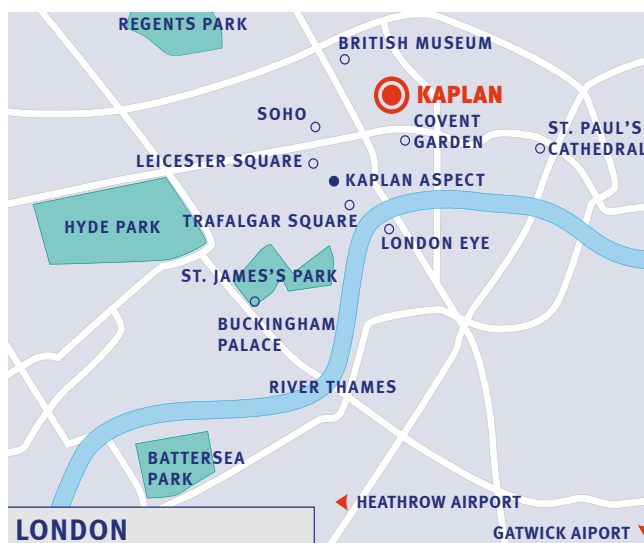 REGENTS PARK
BRITISH MUSEUM
KAPLAN
SOHO
COVENT
GARDEN
ST. PAUL'S
CATHEDRAL
LEICESTER SQUARE
KAPLAN ASPECT
TRAFALGAR SQUARE
HYDE PARK
LONDON EYE
ST. JAMES'S PARK
BUCKINGHAM
PALACE
RIVER THAMES
BATTERSEA
PARK
HEATHROW AIRPORT
LONDON
GATWICK AIPORT